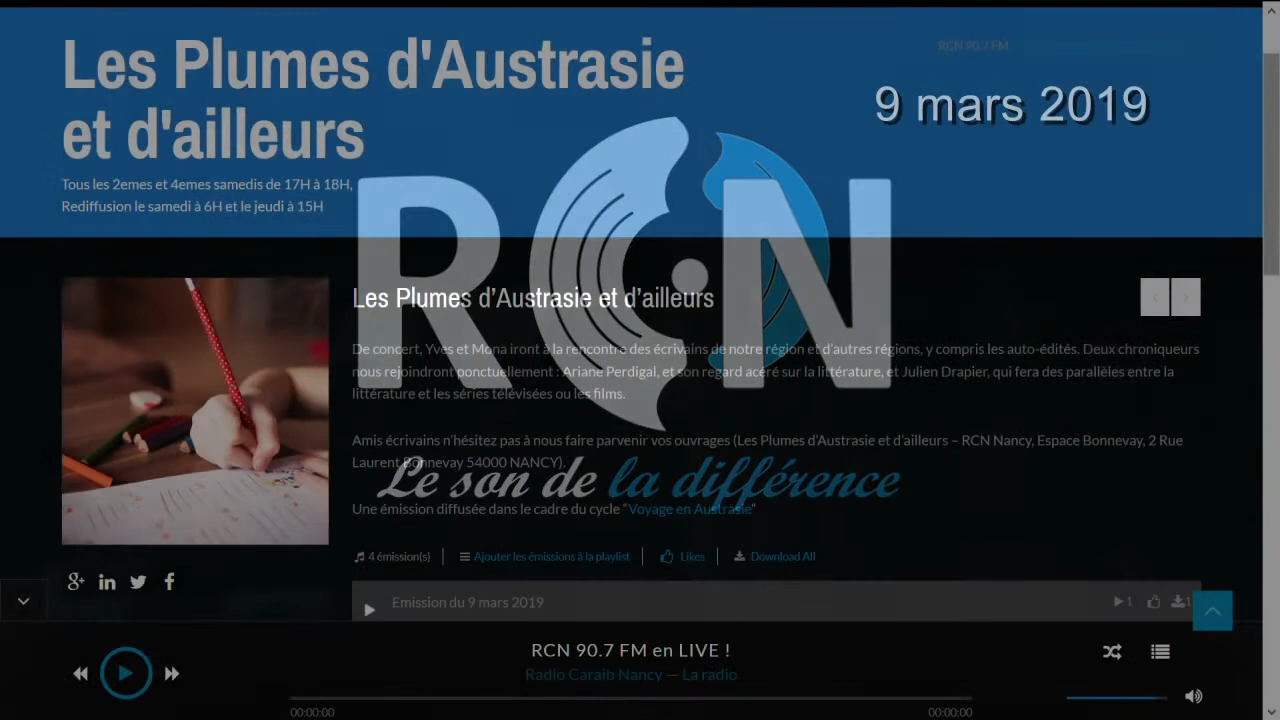 Les Plumes d'Austrasie
et d'ailleurs
RCN 90.7 FM
9 mars 2019
Tous les 2emes et 4emes samedis de 17H à 18H,
Rediffusion le samedi à 6H et le jeudi à 15H
RCN
Les Plumes d’Austrasie et d’ailleurs
De concert, Yves et Mona iront à la rencontre des écrivains de notre région et d’autres régions, y compris les auto-édités. Deux chroniqueurs
nous rejoindront ponctuellement : Ariane Perdigal, et son regard acéré sur la littérature, et Julien Drapier, qui fera des parallèles entre la
littérature et les séries télévisées ou les films.
Amis écrivains n’hésitez pas à nous faire parvenir vos ouvrages (Les Plumes d’Austrasie et d’ailleurs – RCN Nancy, Espace Bonnevay, 2 Rue
Laurent Bonnevay 54000 NANCY).
Le son de la différence
Une émission diffusée dans le cadre du cycle “Voyage en Austrasie“
4 émission(s) Ajouter les émissions à la playlist Likes Download All
Emission du 9 mars 2019 1 1
RCN 90.7 FM en LIVE !
Radio Caraib Nancy — La radio
00:00:00 00:00:00